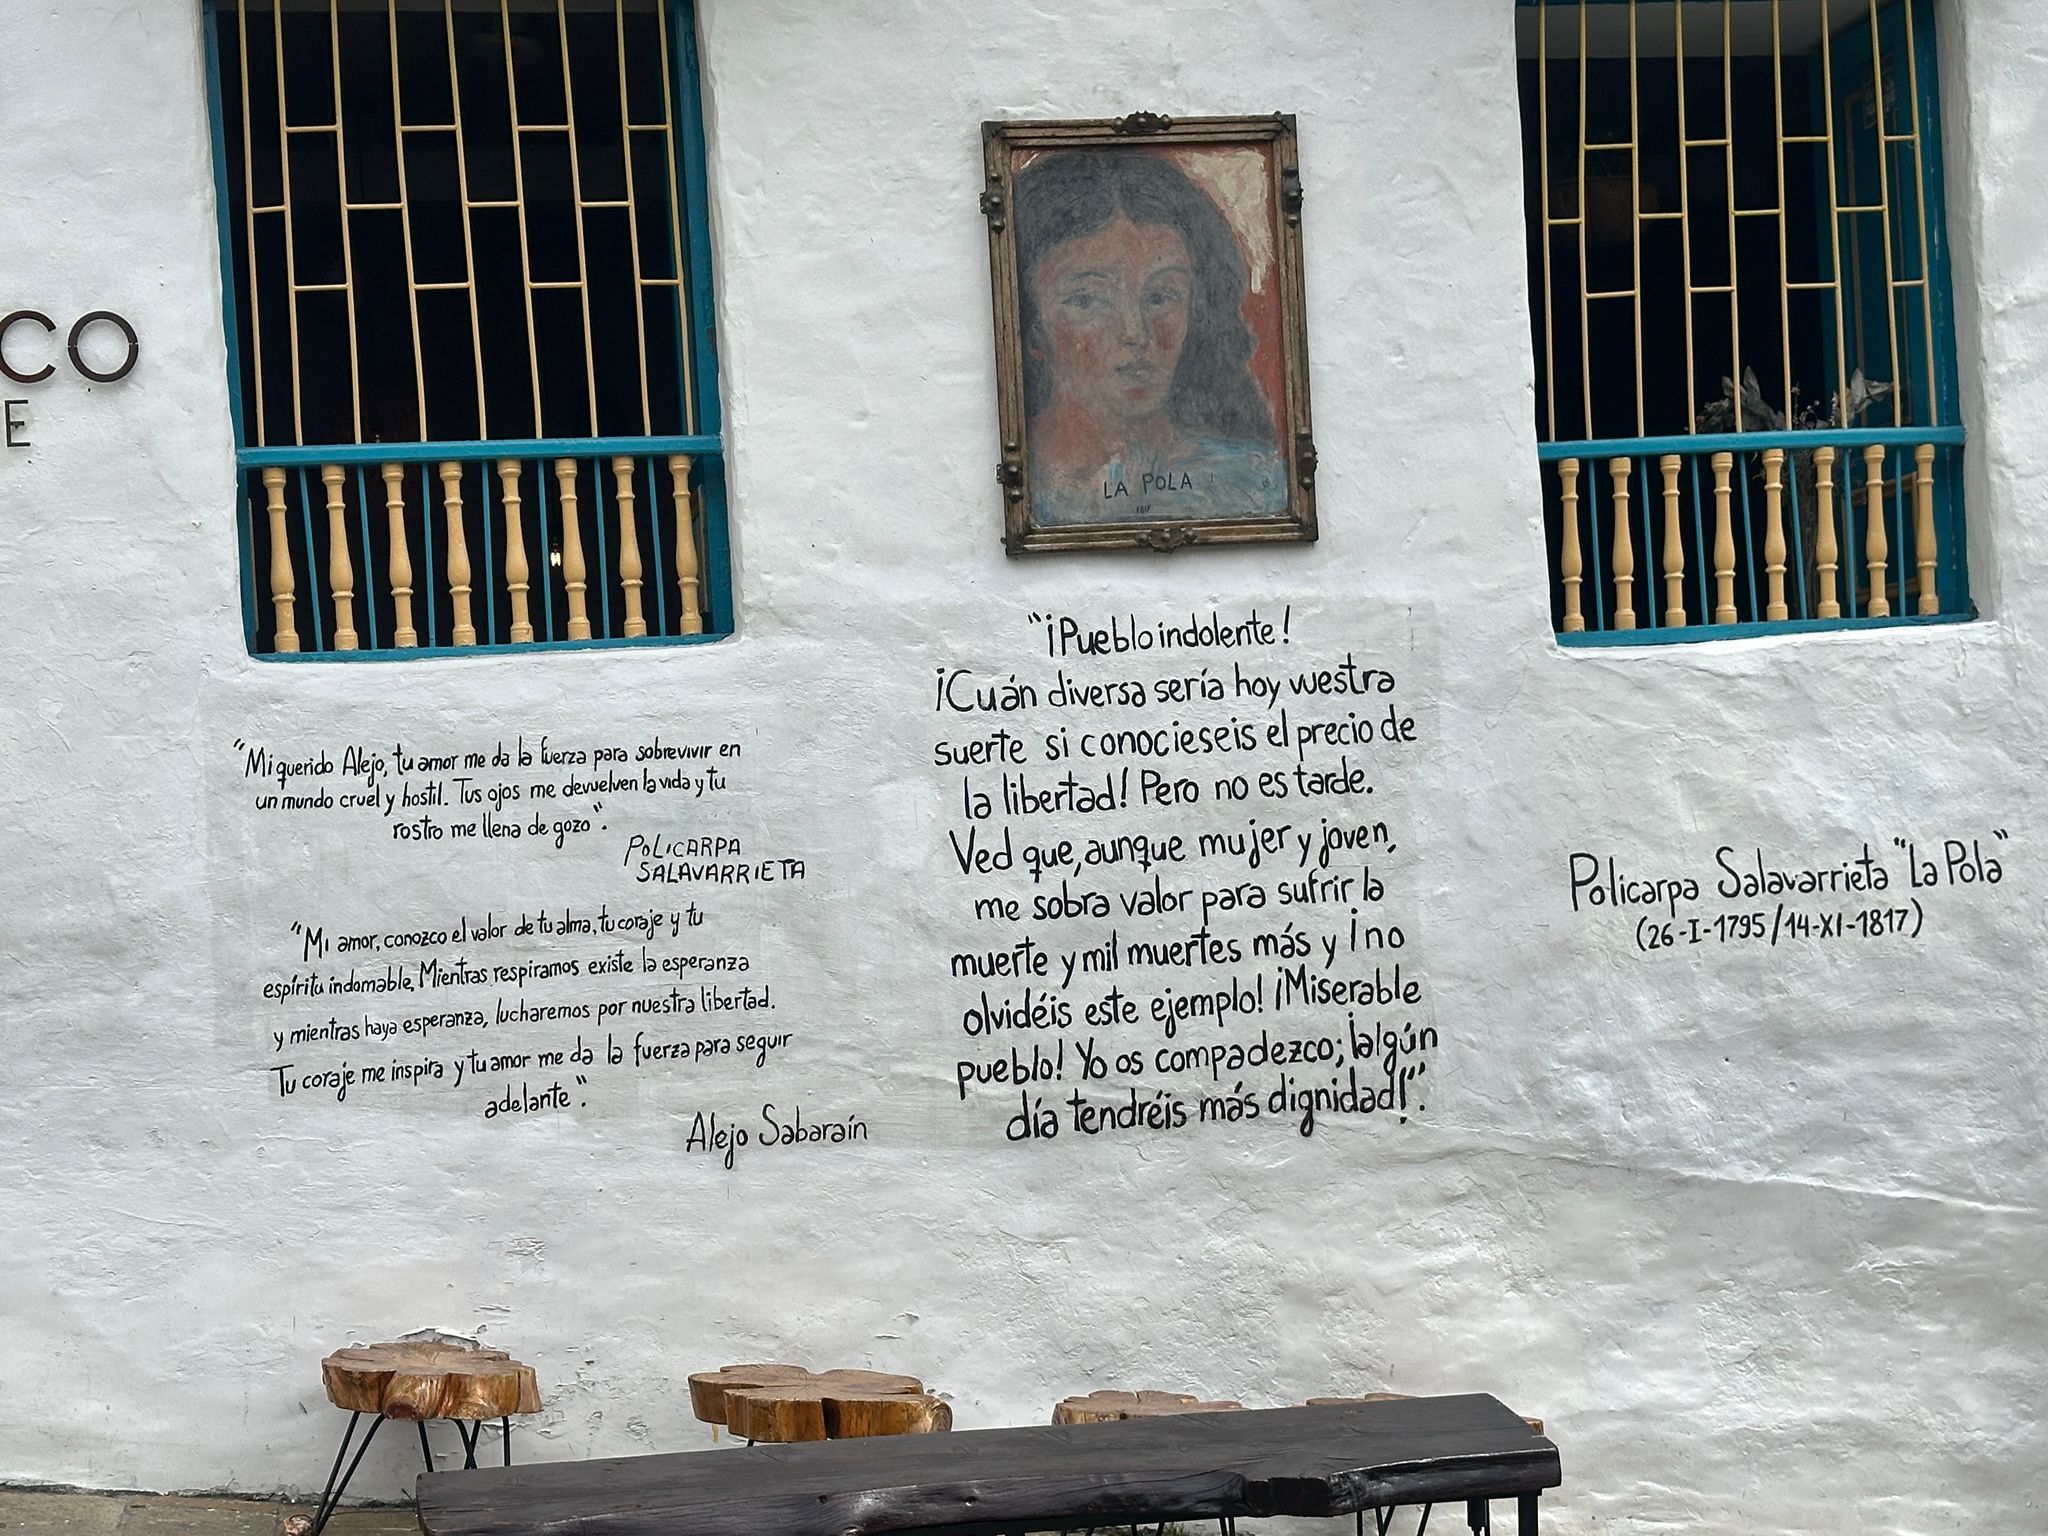 CO
E
LA POLA
1817
"Mi querido Alejo, tu amor me da la fuerza para sobrevivir en
un mundo cruel y hostil. Tus ojos me devuelven la vida y tu
rostro me llena de gozo".
POLICARPA
SALAVARRIETA
"Mi amor, conozco el valor de tu alma, tu coraje y tu
espíritu indomable. Mientras respiramos existe la esperanza
y mientras haya esperanza, lucharemos por nuestra libertad.
Tu coraje me inspira y tu amor me da la fuerza para seguir
adelante".
Alejo Sabaraín
"¡Pueblo indolente!
¡Cuán diversa sería hoy vuestra
suerte si conocieseis el precio de
la libertad! Pero no es tarde.
Ved que, aunque mujer y joven,
me sobra valor para sufrir la
muerte y mil muertes más y ¡no
olvidéis este ejemplo! ¡Miserable
pueblo! Yo os compadezco; ¡algún
día tendréis más dignidad!".
Policarpa Salavarrieta "La Pola"
(26-I-1795/14-XI-1817)